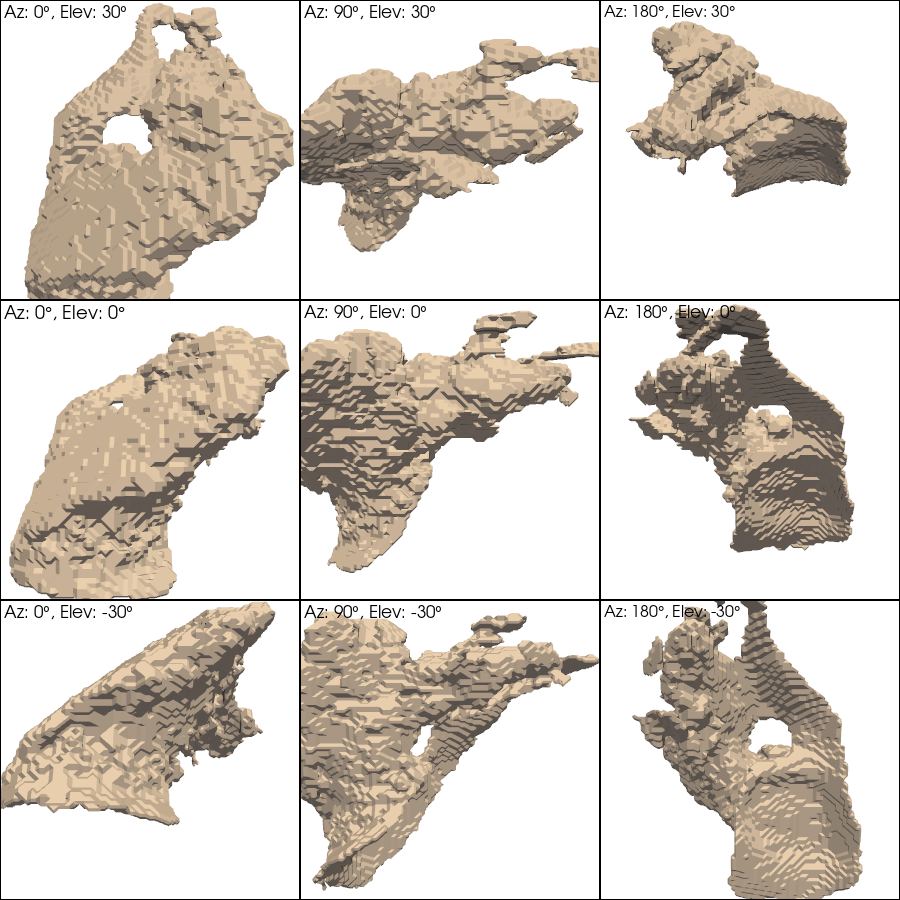 Az: 0°, Elev: 30°
Az: 90°, Elev: 30°
Az: 180°, Elev: 30°
Az: 0°, Elev: 0°
Az: 90°, Elev: 0°
Az: 180°, Elev: 0°
Az: 0°, Elev: -30°
Az: 90°, Elev: -30°
Az: 180°, Elev: -30°